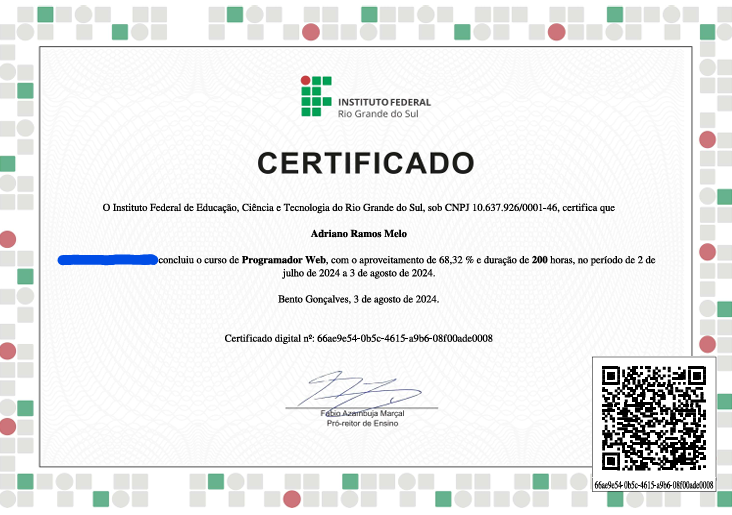 INSTITUTO FEDERAL
Rio Grande do Sul
CERTIFICADO
O Instituto Federal de Educação, Ciência e Tecnologia do Rio Grande do Sul, sob CNPJ 10.637.926/0001-46, certifica que
Adriano Ramos Melo
concluiu o curso de Programador Web, com o aproveitamento de 68,32 % e duração de 200 horas, no período de 2 de
julho de 2024 a 3 de agosto de 2024.
Bento Gonçalves, 3 de agosto de 2024.
Certificado digital nº: 66ae9e54-0b5c-4615-a9b6-08f00ade0008
Fábio Azambuja Marçal
Pró-reitor de Ensino
66ae9e54-0b5c-4615-a9b6-08f00ade0008